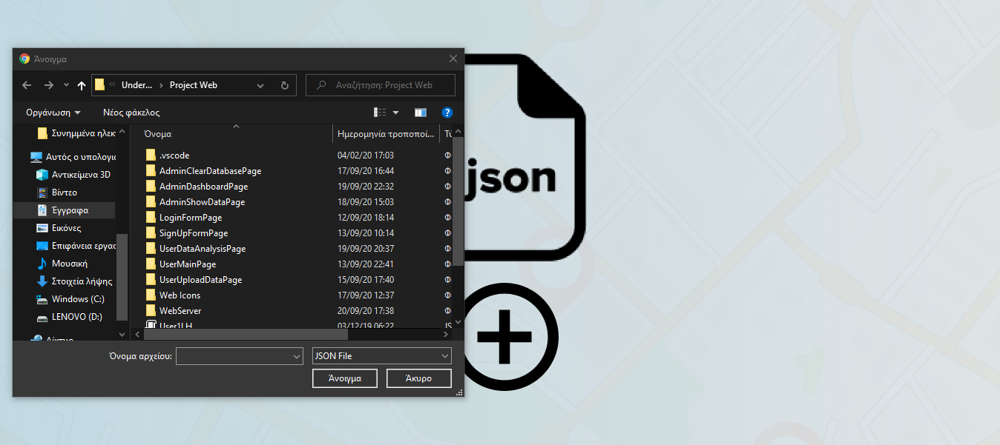 Άνοιγμα
Under... Project Web
Αναζήτηση: Project Web
Οργάνωση
Νέος φάκελος
Συνημμένα ηλεκ
Αυτός ο υπολογισ
Αντικείμενα 3D
Βίντεο
Έγγραφα
Εικόνες
Επιφάνεια εργασ
Μουσική
Στοιχεία λήψης
Windows (C:)
LENOVO (D:)
Δίκτυο
Όνομα Ημερομηνία τροποποί... Τύ
.vscode 04/02/20 17:03 Φ
AdminClearDatabasePage 17/09/20 16:44 Φ
AdminDashboardPage 19/09/20 22:32 Φ
AdminShowDataPage 18/09/20 15:03 Φ
LoginFormPage 12/09/20 18:14 Φ
SignUpFormPage 13/09/20 10:14 Φ
UserDataAnalysisPage 19/09/20 20:37 Φ
UserMainPage 13/09/20 22:41 Φ
UserUploadDataPage 15/09/20 17:40 Φ
Web Icons 17/09/20 12:37 Φ
WebServer 20/09/20 17:38 Φ
User1LH 03/12/19 06:22 JS
Όνομα αρχείου:
JSON File
Άνοιγμα
Άκυρο
json